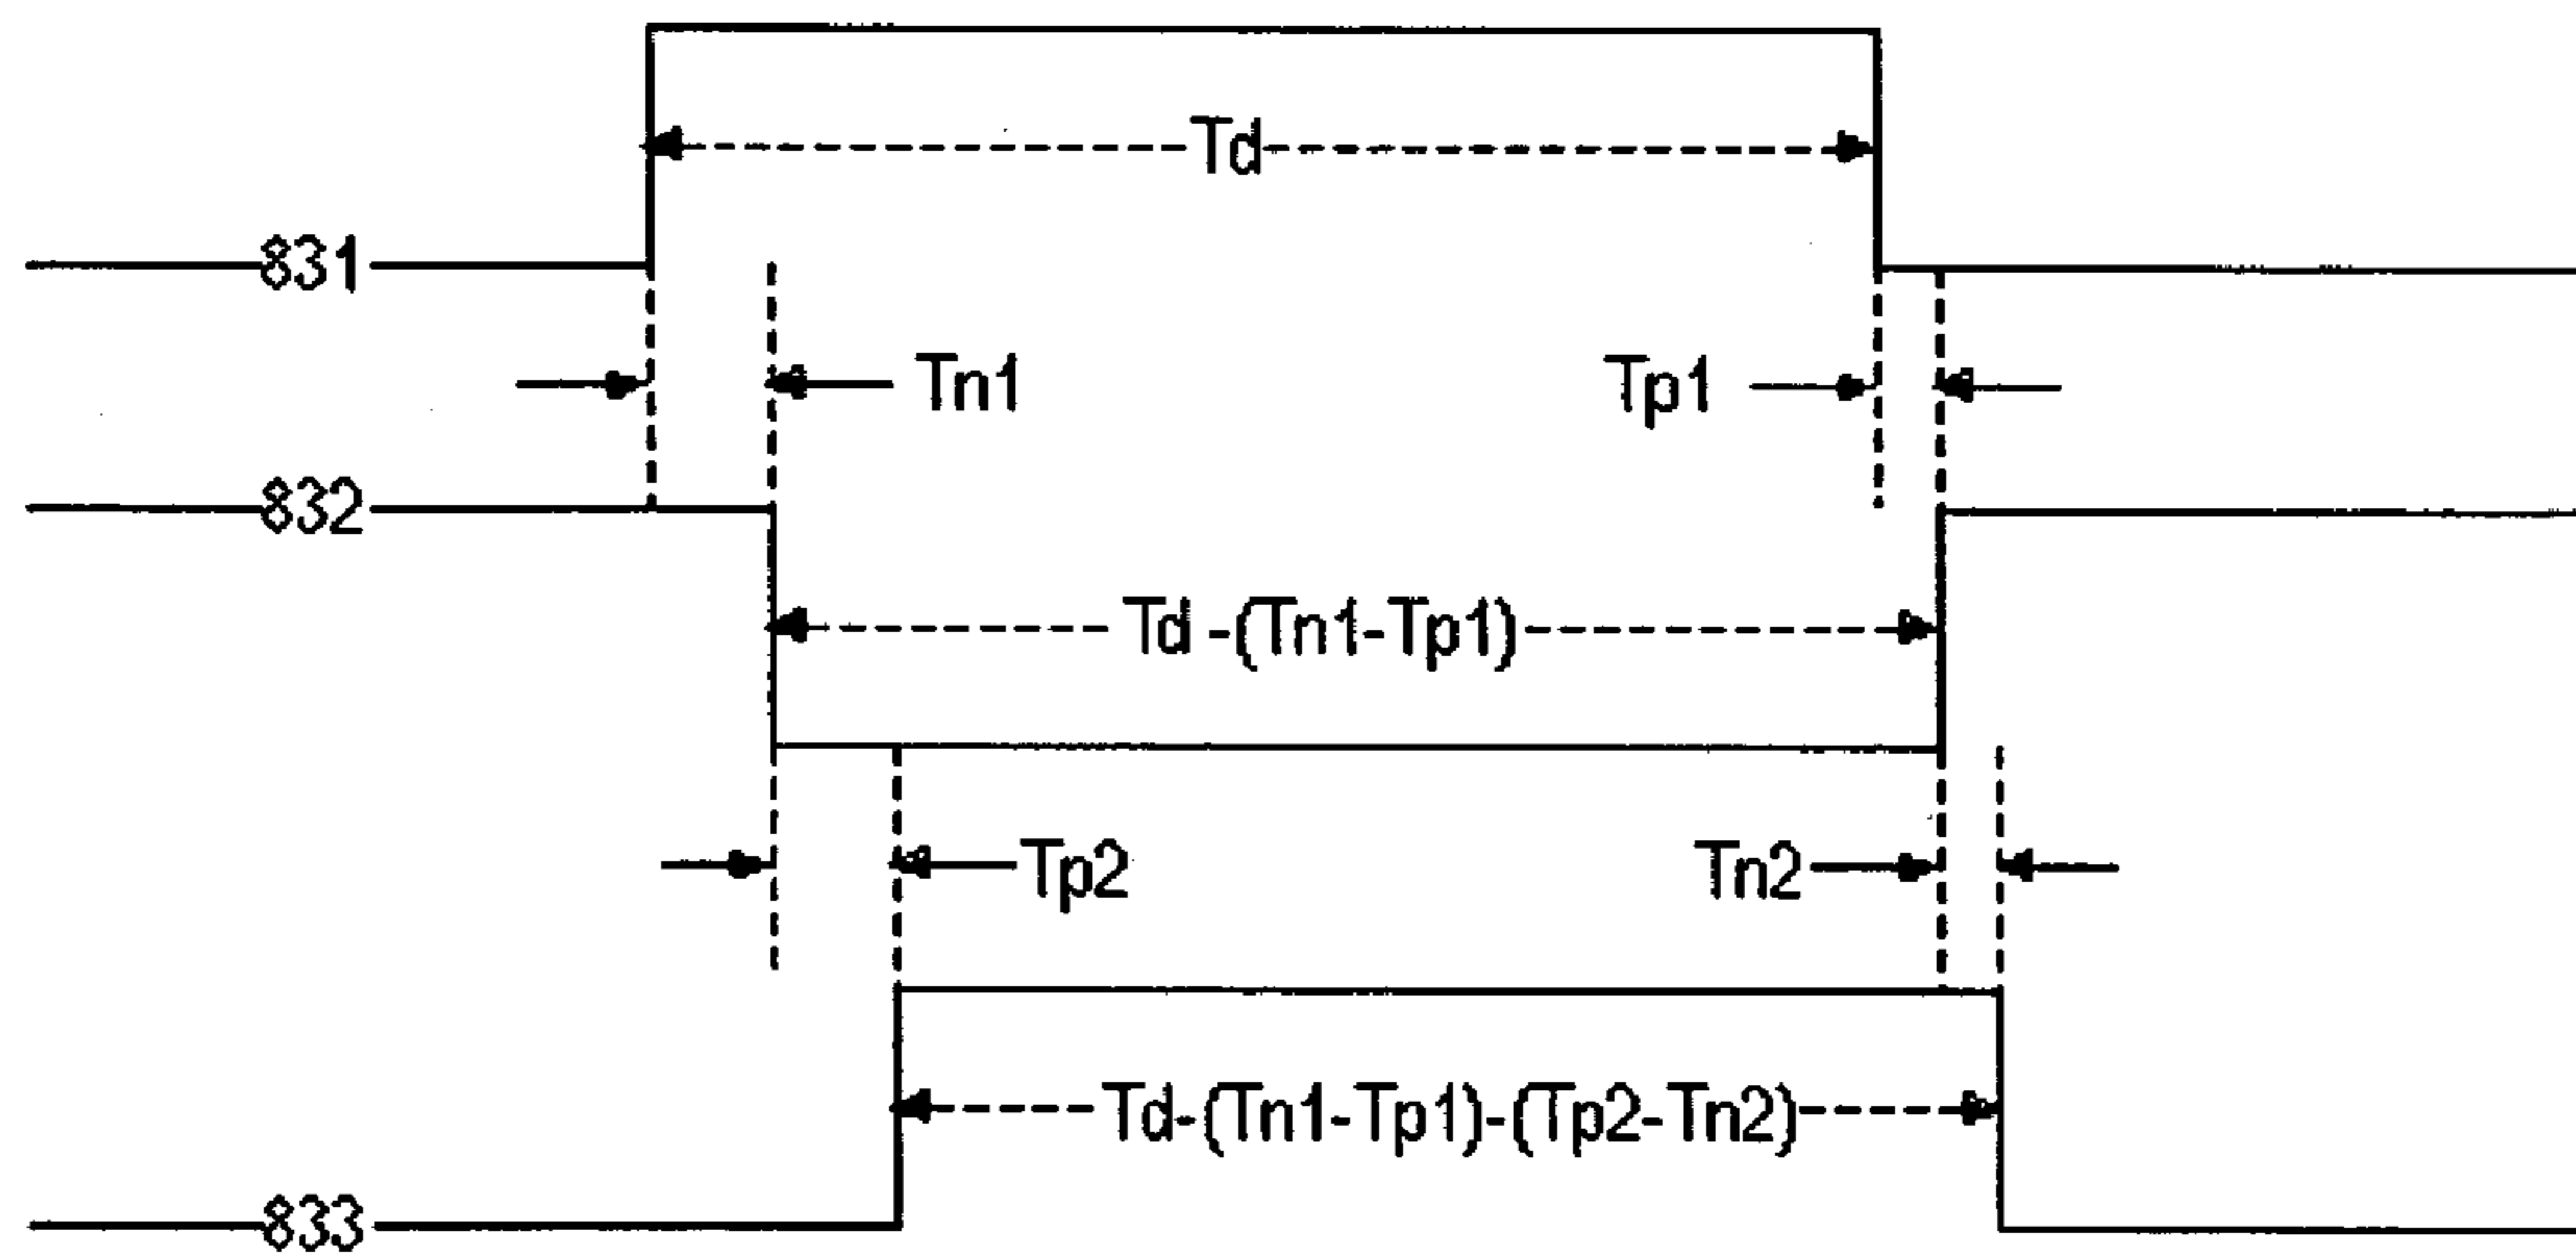 Td
831
Tn1
Tp1
832
Td -(Tn1-Tp1)
Tp2
Tn2
Td-(Tn1-Tp1)-(Tp2-Tn2)
833